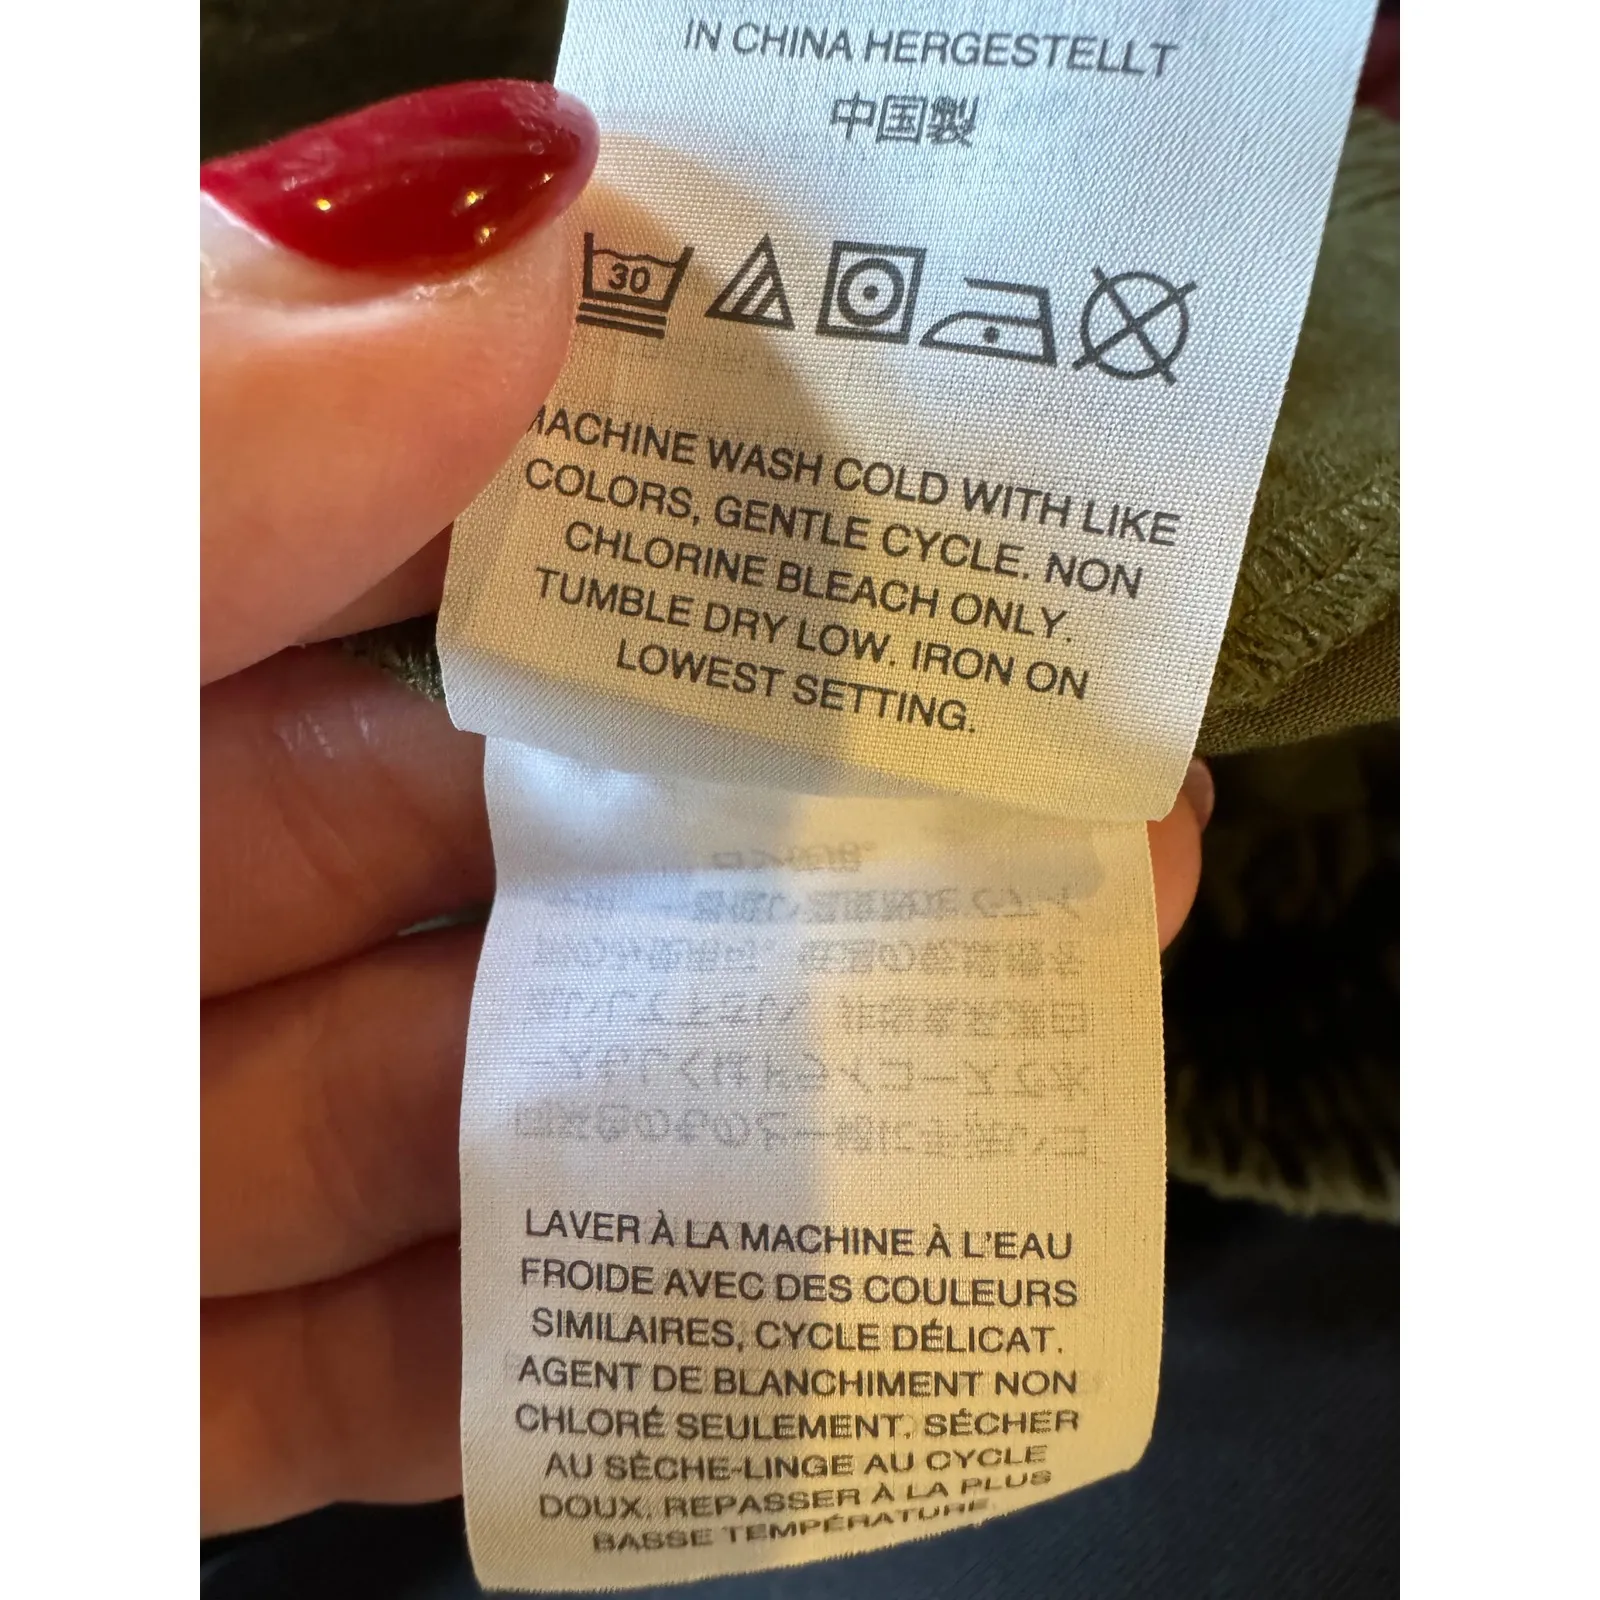 IN CHINA HERGESTELLT
中国製
30
MACHINE WASH COLD WITH LIKE
COLORS, GENTLE CYCLE. NON
CHLORINE BLEACH ONLY.
TUMBLE DRY LOW. IRON ON
LOWEST SETTING.
LAVER À LA MACHINE À L'EAU
FROIDE AVEC DES COULEURS
SIMILAIRES, CYCLE DÉLICAT.
AGENT DE BLANCHIMENT NON
CHLORÉ SEULEMENT. SÉCHER
AU SÈCHE-LINGE AU CYCLE
DOUX. REPASSER À LA PLUS
BASSE TEMPÉRATURE.